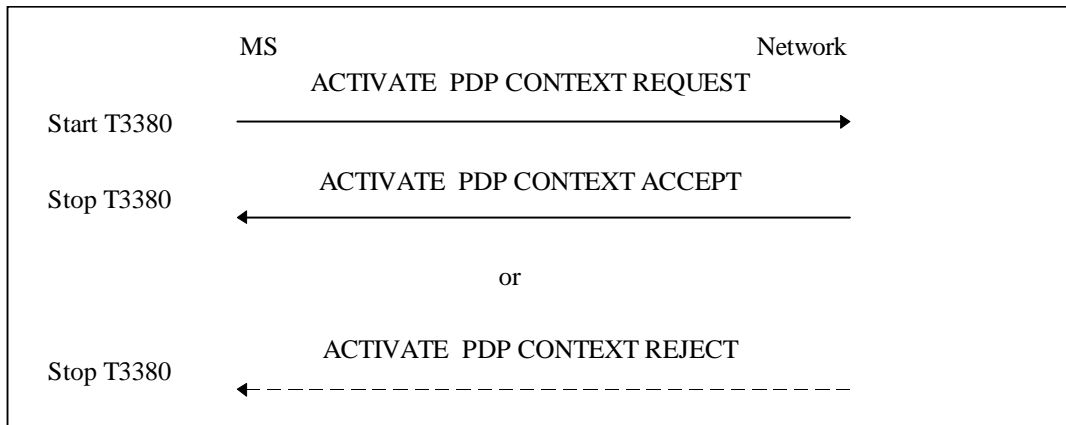 MS Network
ACTIVATE PDP CONTEXT REQUEST
Start T3380
ACTIVATE PDP CONTEXT ACCEPT
Stop T3380
or
ACTIVATE PDP CONTEXT REJECT
Stop T3380